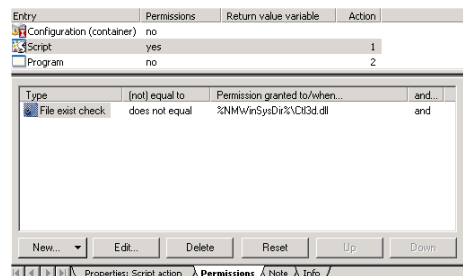 Entry Permissions Return value variable Action
Configuration (container) no
Script yes 1
Program no 2
Type (not) equal to Permission granted to/when... and...
File exist check does not equal %NMWinSysDir%\Ctl3d.dll and
New... Edit... Delete Reset Up Down
Properties: Script action Permissions Note Info